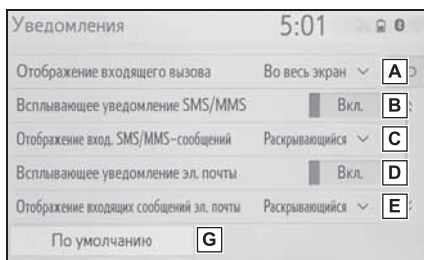 Уведомления 5:01
Отображение входящего вызова Во весь экран A
Всплывающее уведомление SMS/MMS Вкл. B
Отображение вход. SMS/MMS-сообщений Раскрывающийся C
Всплывающее уведомление эл. почты Вкл. D
Отображение входящих сообщений эл. почты Раскрывающийся E
По умолчанию G